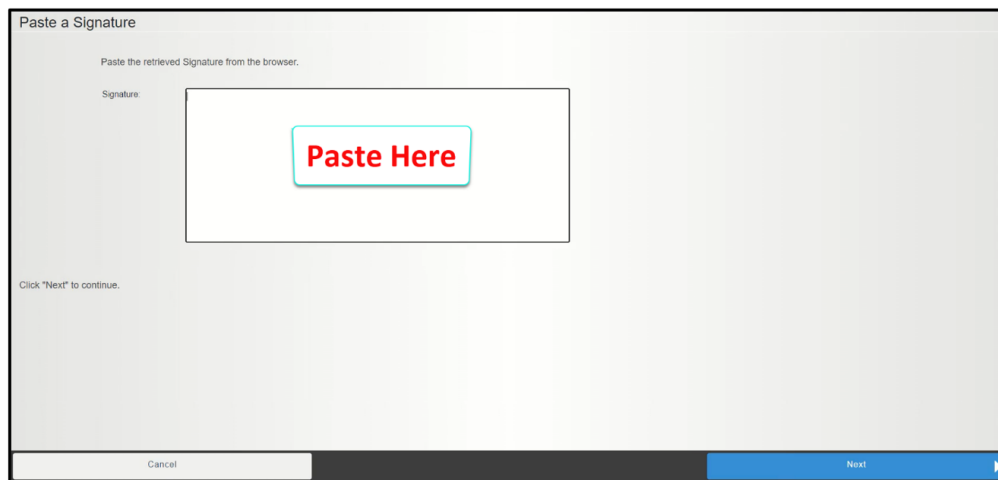 Paste a Signature
Paste the retrieved Signature from the browser.
Signature:
Paste Here
Click "Next" to continue.
Cancel
Next